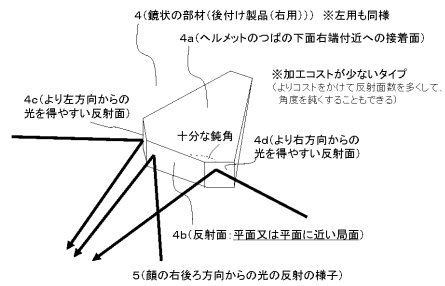 4(鏡状の部材(後付け製品(右用))) ※左用も同様
4a(ヘルメットのつばの下面右端付近への接着面)
※加工コストが少ないタイプ
(よりコストをかけて反射面数を多くして、
角度を鈍くすることもできる)
4c(より左方向からの
光を得やすい反射面)
十分な鈍角
4d(より右方向からの
光を得やすい反射面)
4b(反射面:平面又は平面に近い局面)
5(顔の右後ろ方向からの光の反射の様子)